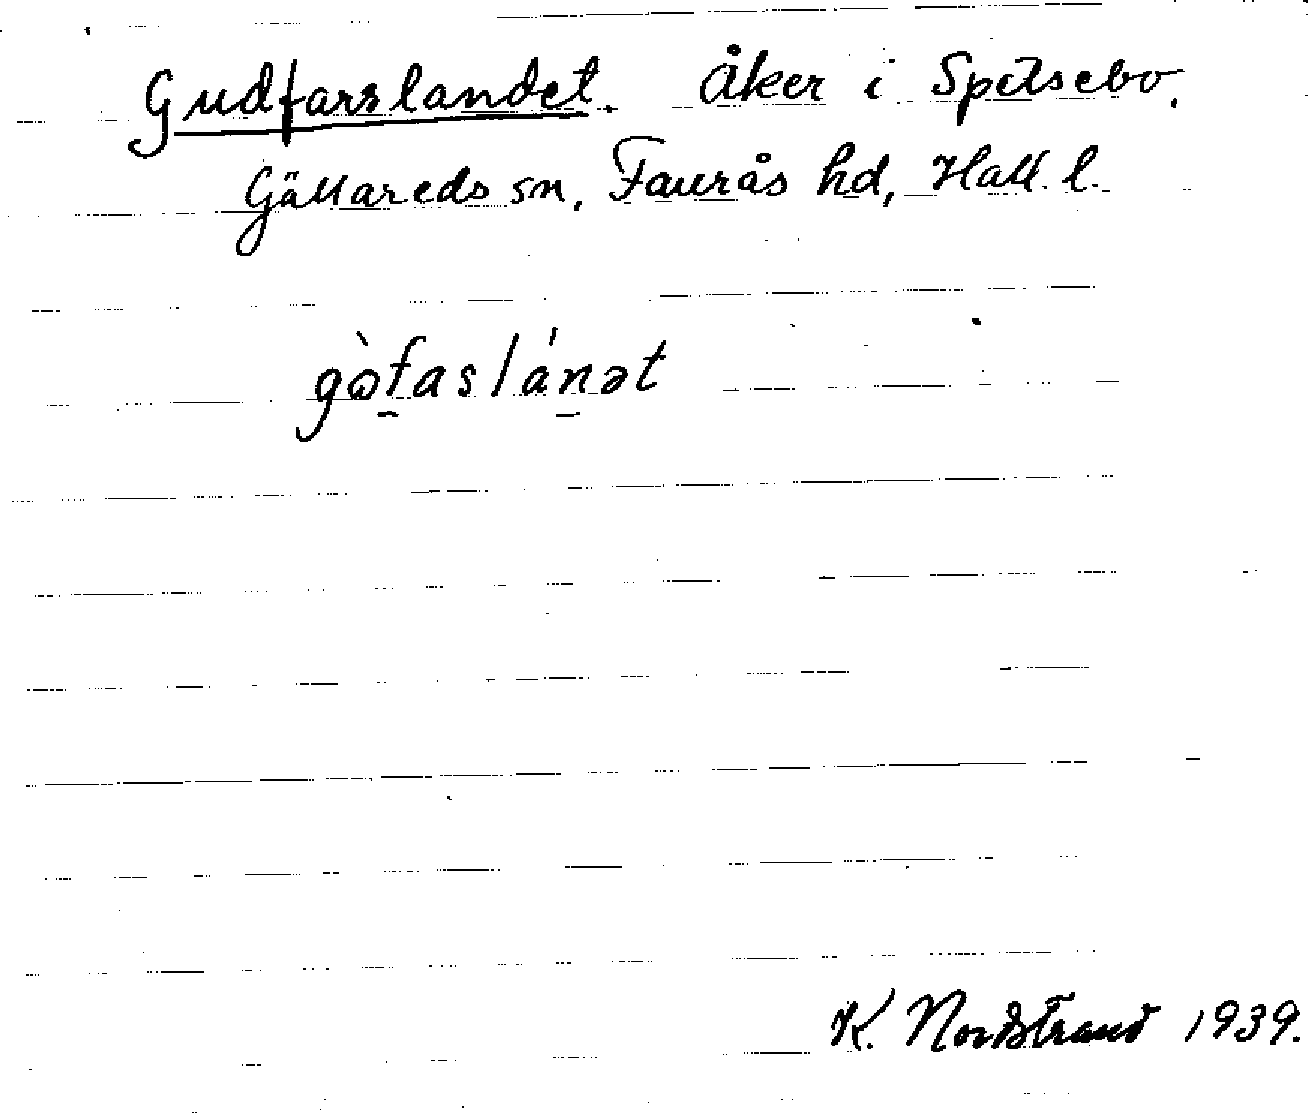 Gudfarslandet. Åker i Spetsebo.
Gällareds sn, Faurås hd, Hall. l.
gòfaslánət
K. Nordstrand 1939.